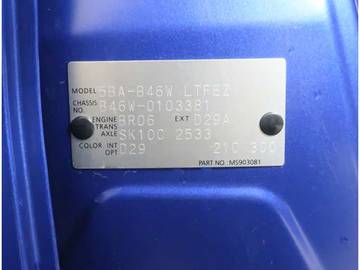 MODEL 5BA-B46W LTFEZ
CHASSIS NO. B46W-0103381
ENGINE BR06 EXT D29A
TRANS AXLE SK10C 2533
COLOR INT OPT D29 21C 300
PART NO : MS903081